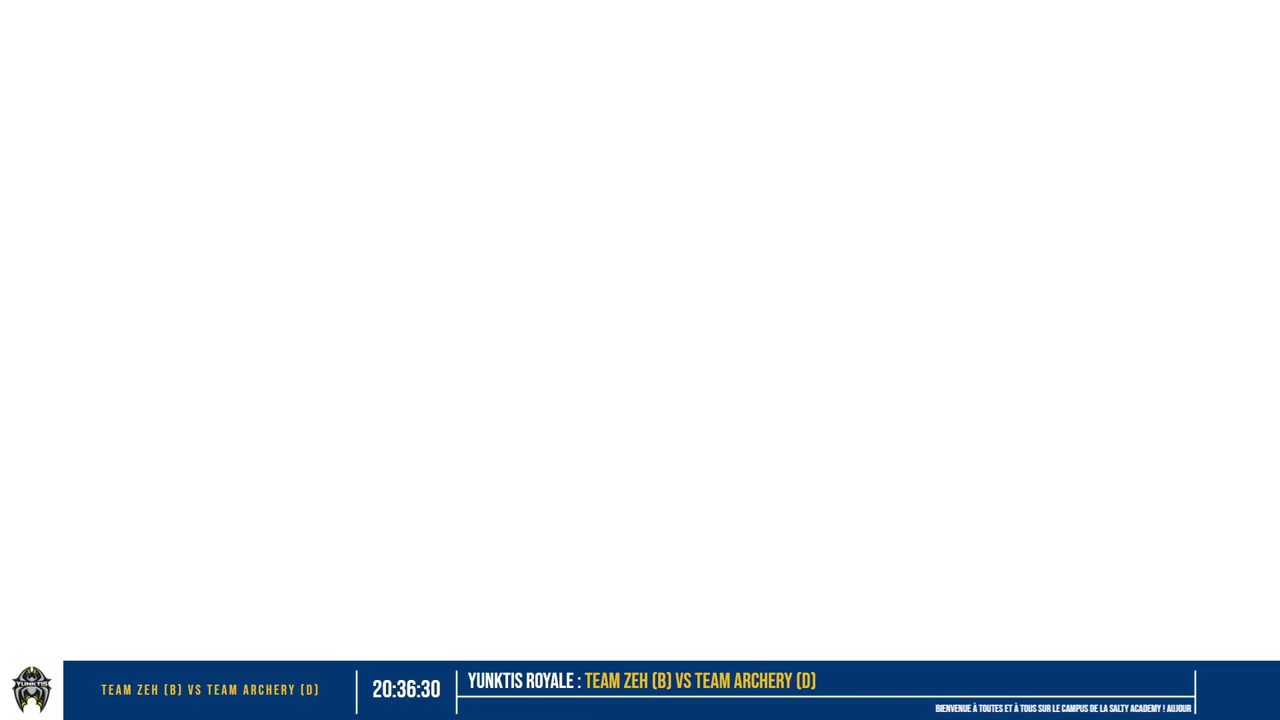 YUNKTIS
TEAM ZEH (B) VS TEAM ARCHERY (D)
20:36:30
YUNKTIS ROYALE : TEAM ZEH (B) VS TEAM ARCHERY (D)
BIENVENUE À TOUTES ET À TOUS SUR LE CAMPUS DE LA SALTY ACADEMY ! AUJOUR